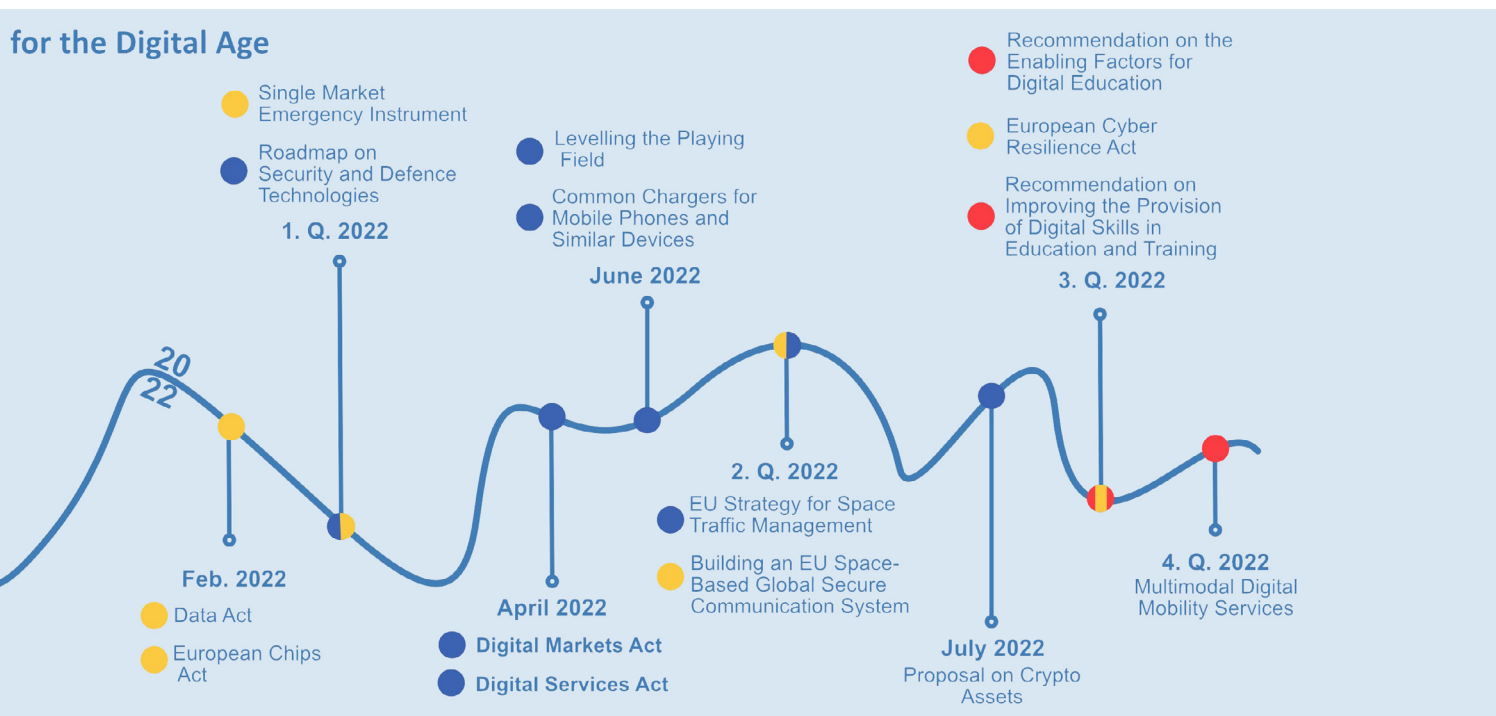 for the Digital Age
Single Market
Emergency Instrument
Roadmap on
Security and Defence
Technologies
1. Q. 2022
Levelling the Playing
Field
Common Chargers for
Mobile Phones and
Similar Devices
June 2022
Recommendation on the
Enabling Factors for
Digital Education
European Cyber
Resilience Act
Recommendation on
Improving the Provision
of Digital Skills in
Education and Training
3. Q. 2022
20
22
Feb. 2022
Data Act
European Chips
Act
April 2022
Digital Markets Act
Digital Services Act
2. Q. 2022
EU Strategy for Space
Traffic Management
Building an EU Space-
Based Global Secure
Communication System
July 2022
Proposal on Crypto
Assets
4. Q. 2022
Multimodal Digital
Mobility Services